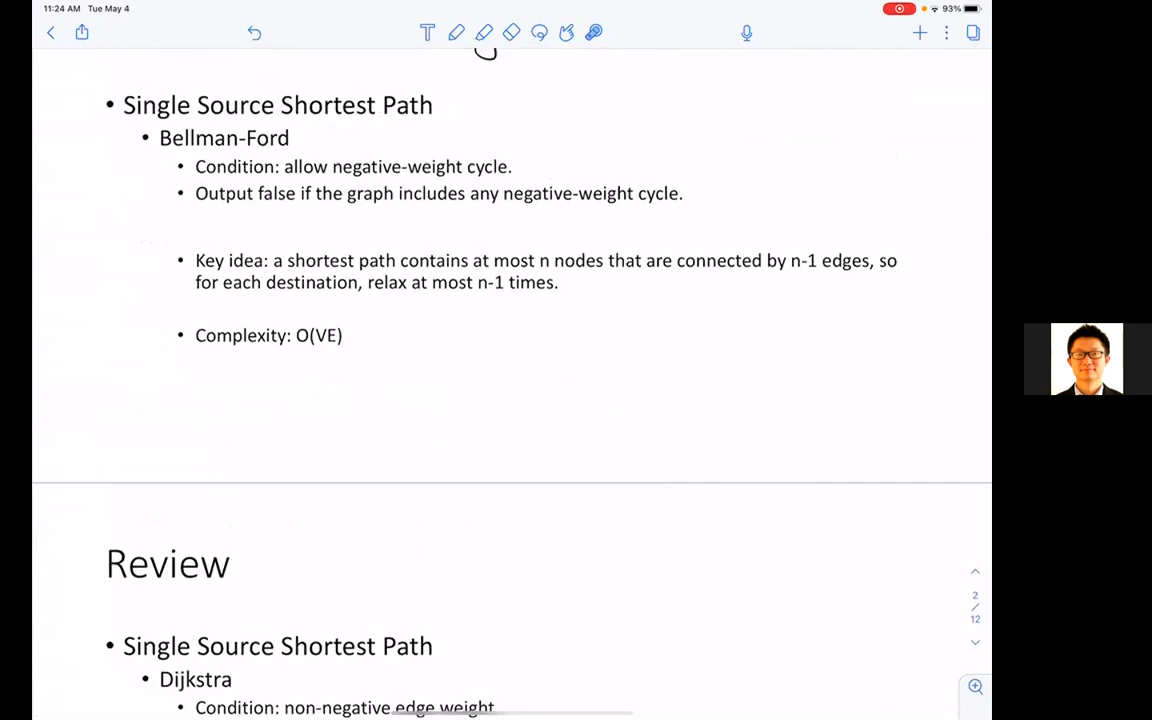 11:24 AM Tue May 4
93%
• Single Source Shortest Path
• Bellman-Ford
• Condition: allow negative-weight cycle.
• Output false if the graph includes any negative-weight cycle.
• Key idea: a shortest path contains at most n nodes that are connected by n-1 edges, so
for each destination, relax at most n-1 times.
• Complexity: O(VE)
Review
2
/
12
• Single Source Shortest Path
• Dijkstra
• Condition: non-negative edge weight